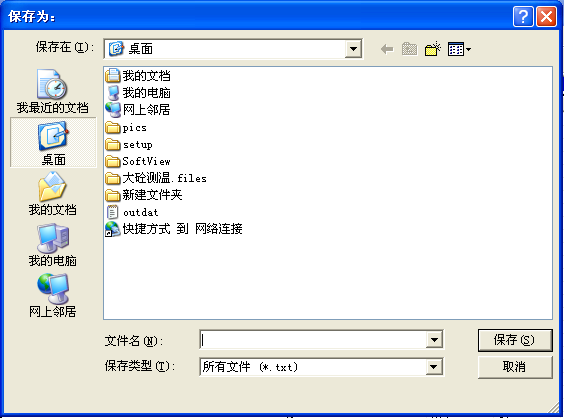 保存为:
保存在(I):
桌面
我最近的文档
桌面
我的文档
我的电脑
网上邻居
我的文档
我的电脑
网上邻居
pics
setup
SoftView
大砼测温.files
新建文件夹
outdat
快捷方式 到 网络连接
文件名(N):
保存(S)
保存类型(T):
所有文件 (*.txt)
取消